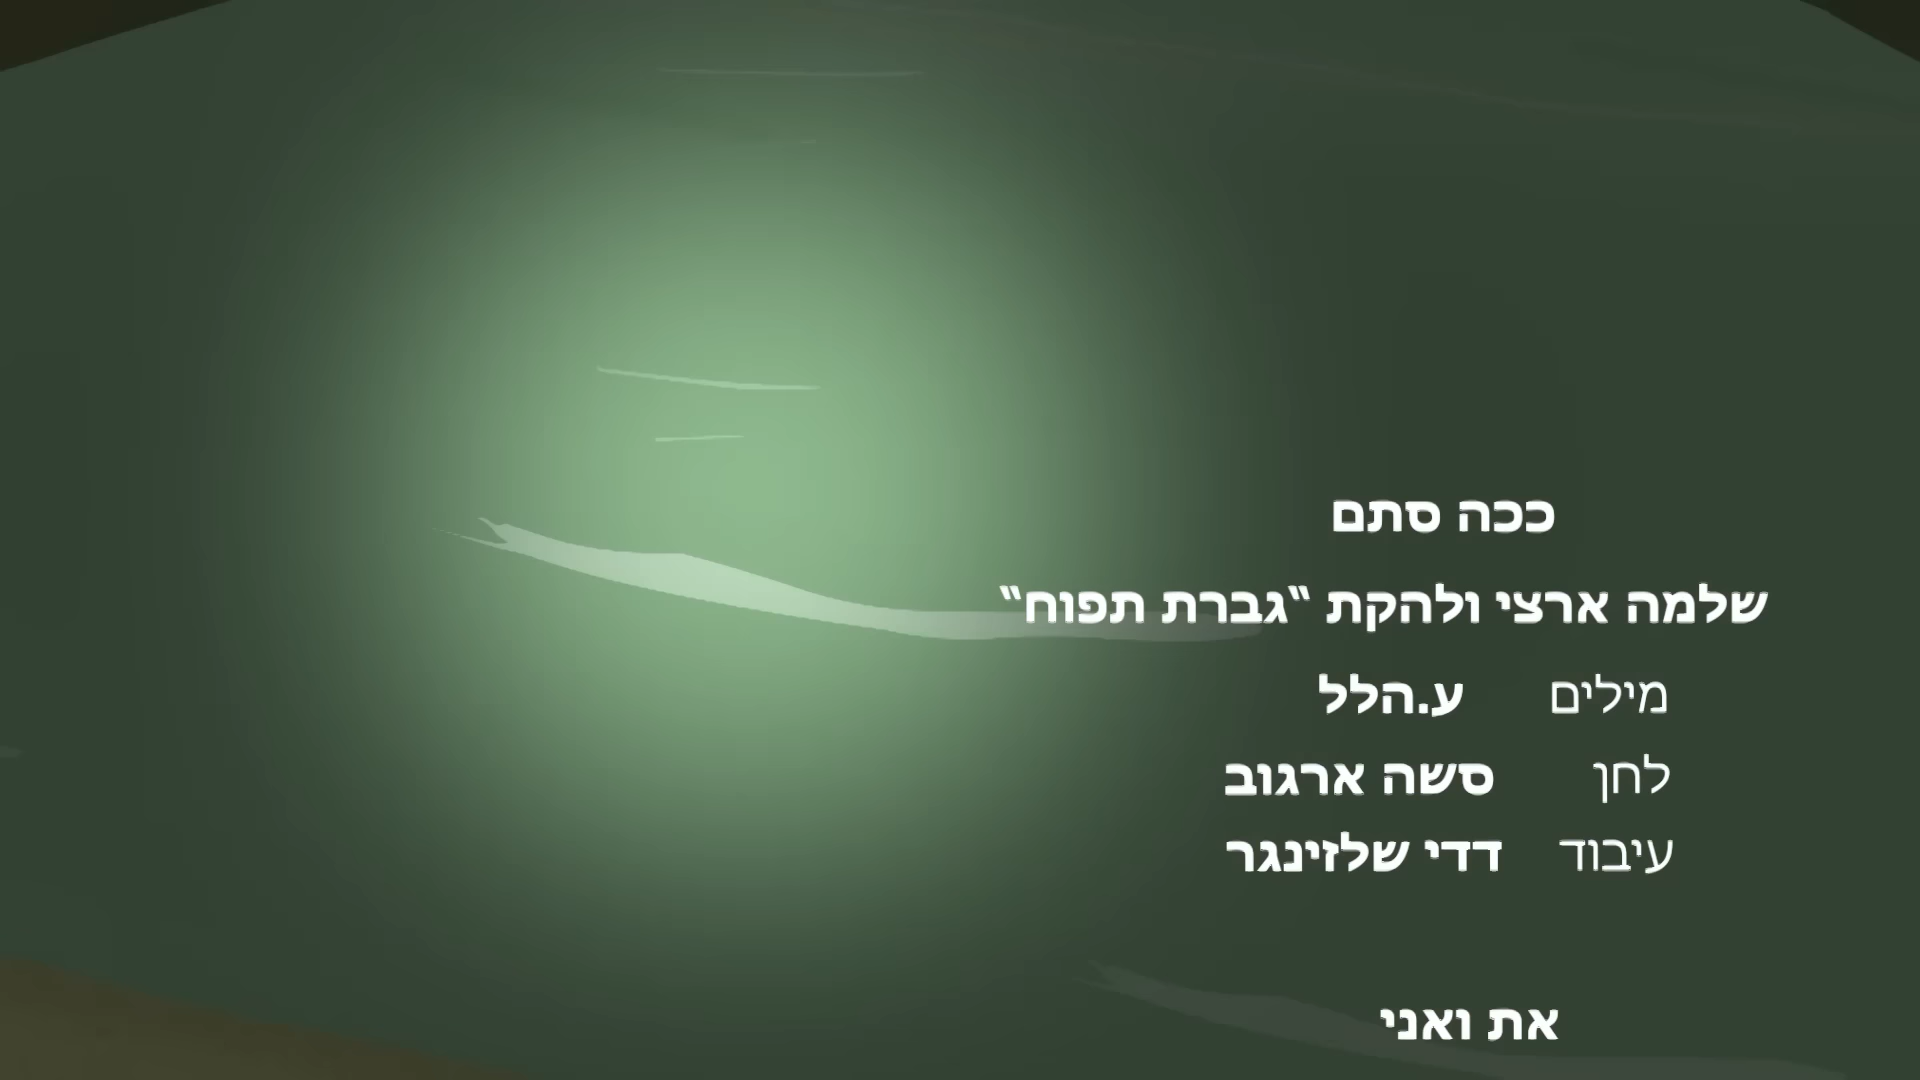 ככה סתם
שלמה ארצי ולהקת "גברת תפוח"
מילים ע.הלל
לחן סשה ארגוב
עיבוד דדי שלזינגר
את ואני